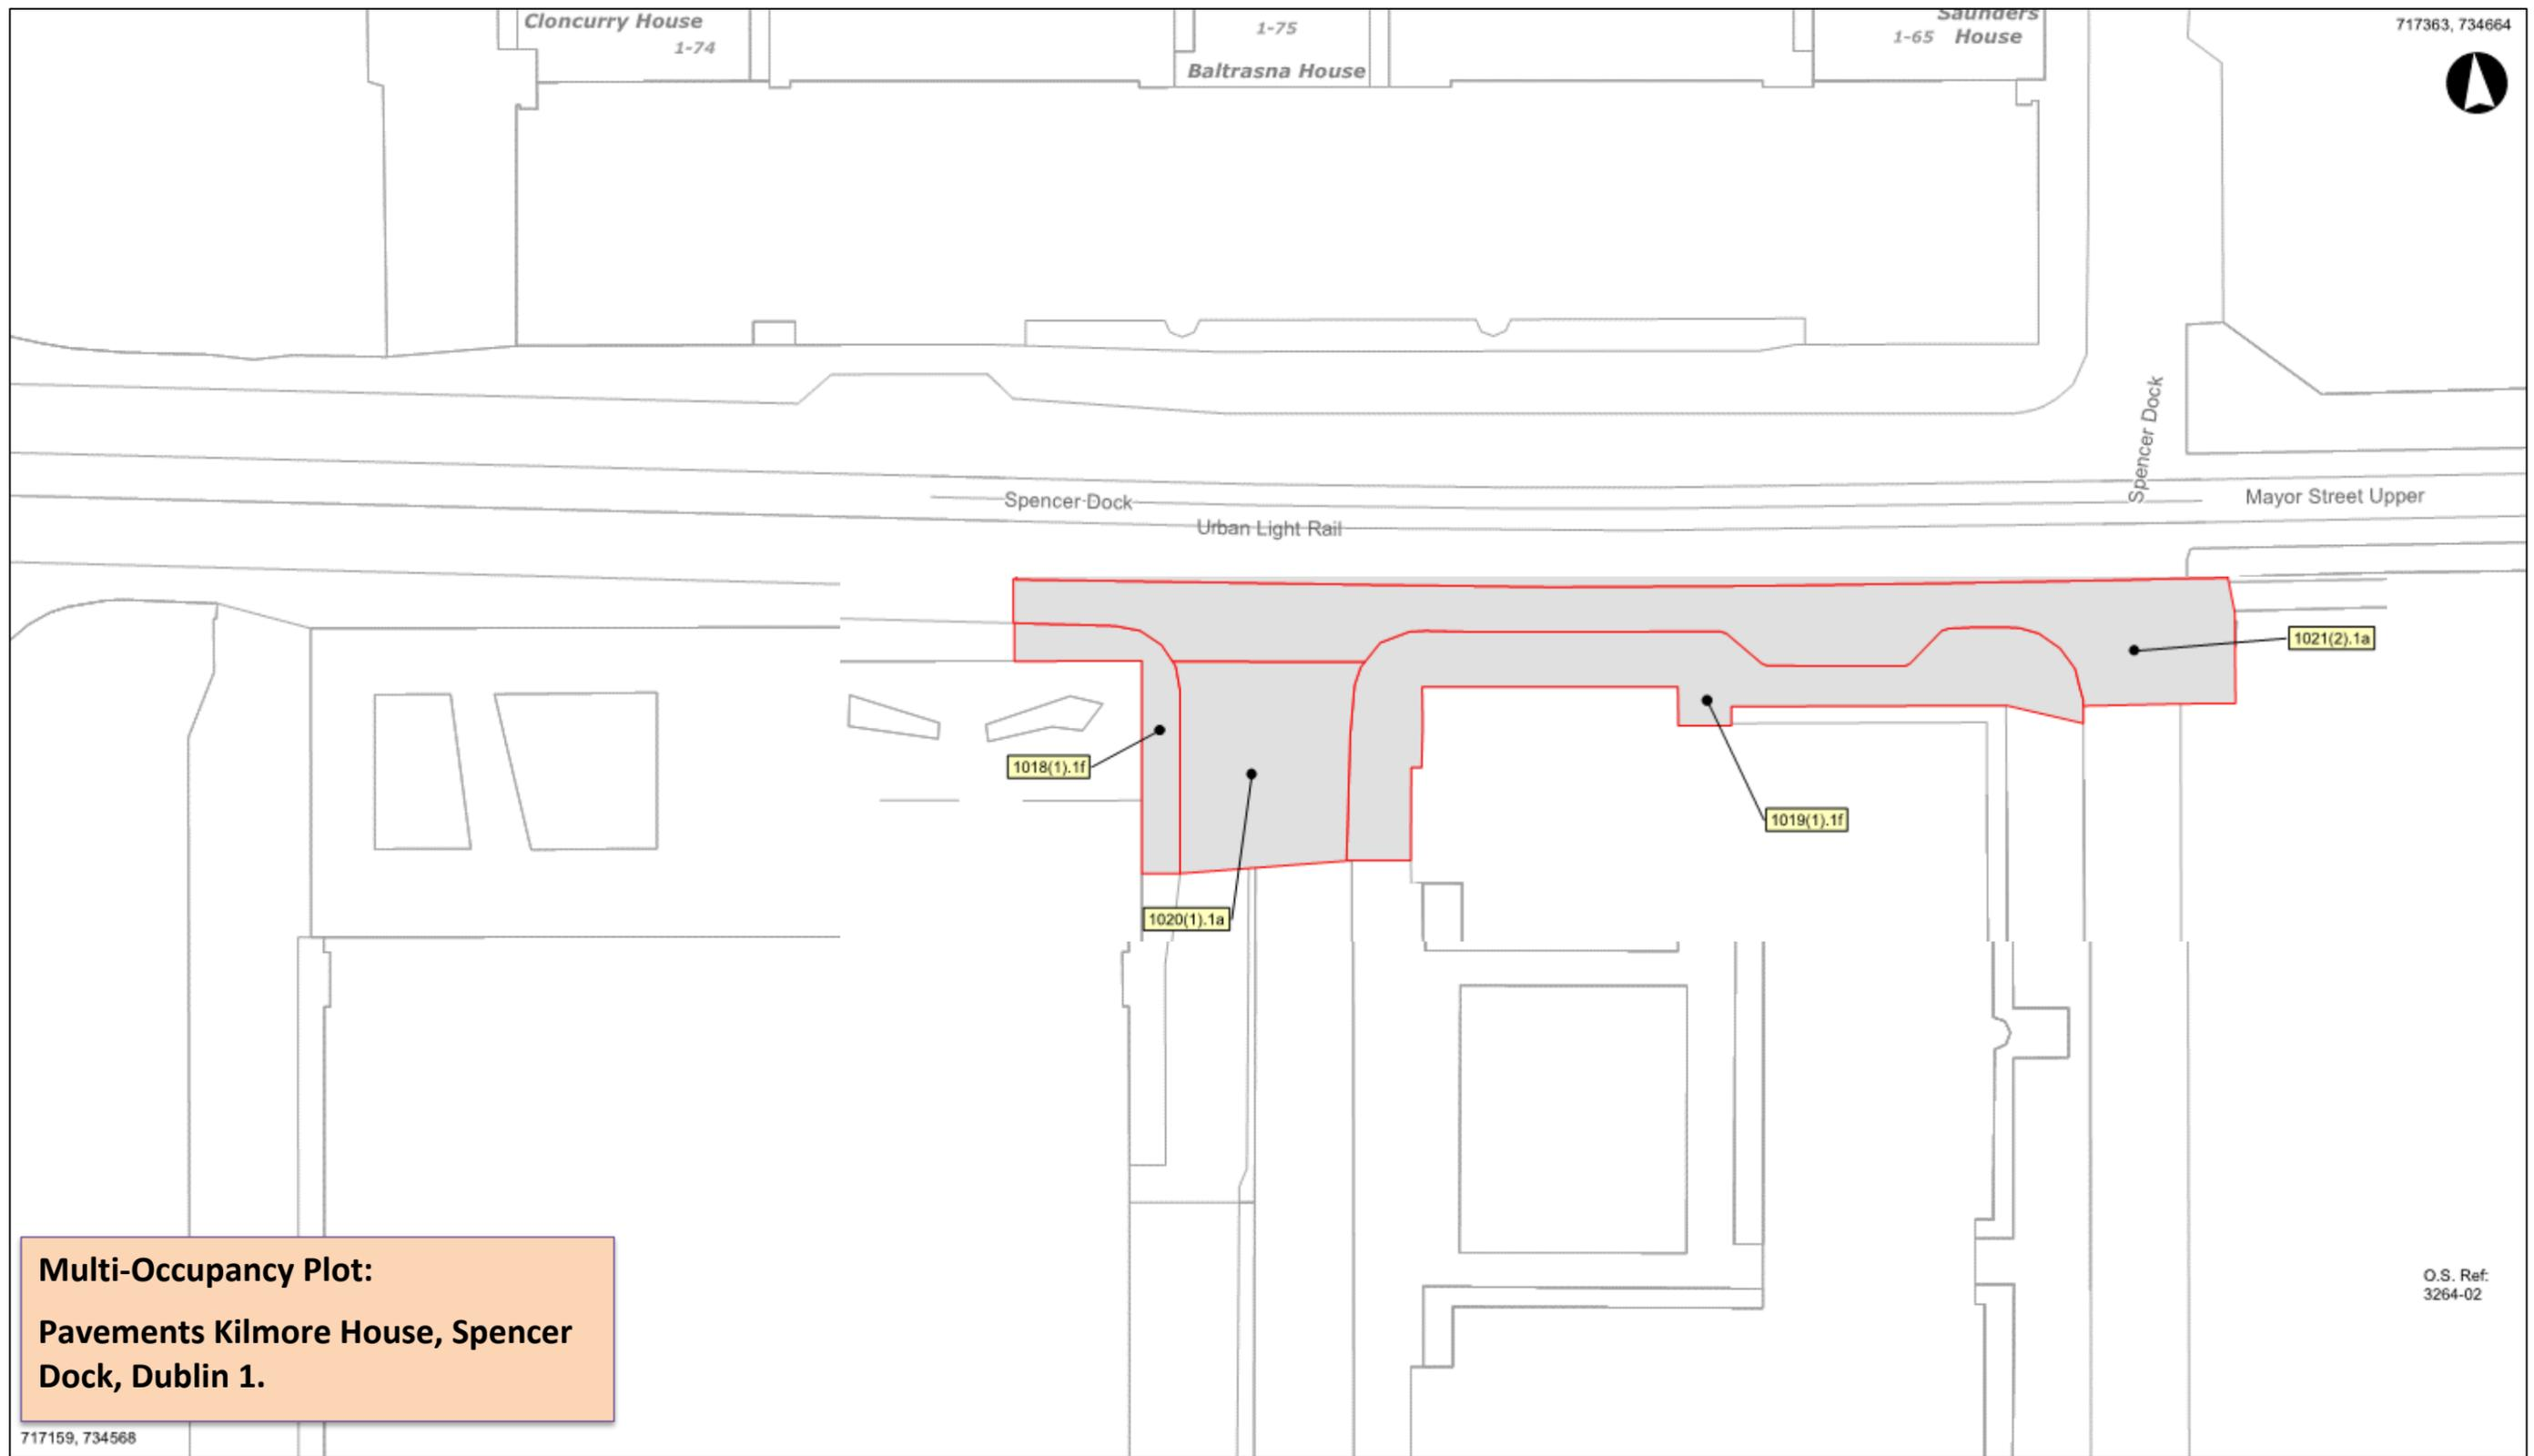 Cloncurry House
1-74
1-75
Baltrasna House
Saunders
1-65 House
717363, 734664
Spencer Dock
Spencer Dock
Mayor Street Upper
Urban Light Rail
1021(2).1a
1018(1).1f
1019(1).1f
1020(1).1a
Multi-Occupancy Plot:
Pavements Kilmore House, Spencer
Dock, Dublin 1.
O.S. Ref:
3264-02
717159, 734568